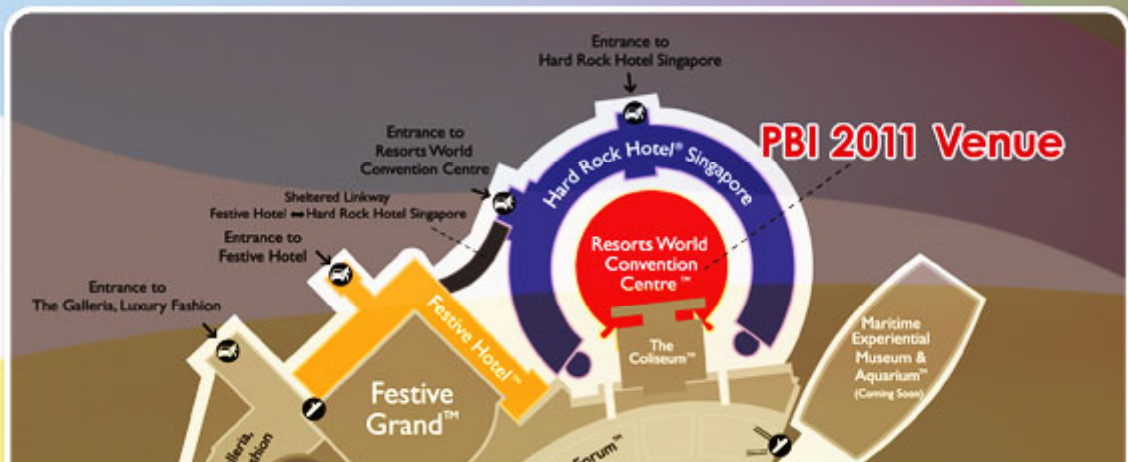 Entrance to
Hard Rock Hotel Singapore
PBI 2011 Venue
Entrance to
Resorts World
Convention Centre
Hard Rock Hotel® Singapore
Sheltered Linkway
Festive Hotel ➡ Hard Rock Hotel Singapore
Entrance to
Festive Hotel
Resorts World
Convention
Centre™
Entrance to
The Galleria, Luxury Fashion
Festive Hotel™
The
Coliseum™
Maritime
Experiential
Museum &
Aquarium™
(Coming Soon)
Festive
Grand™